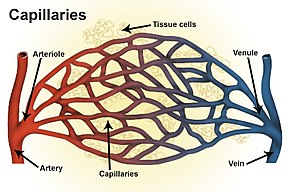 Capillaries
Tissue cells
Arteriole
Venule
Artery
Capillaries
Vein